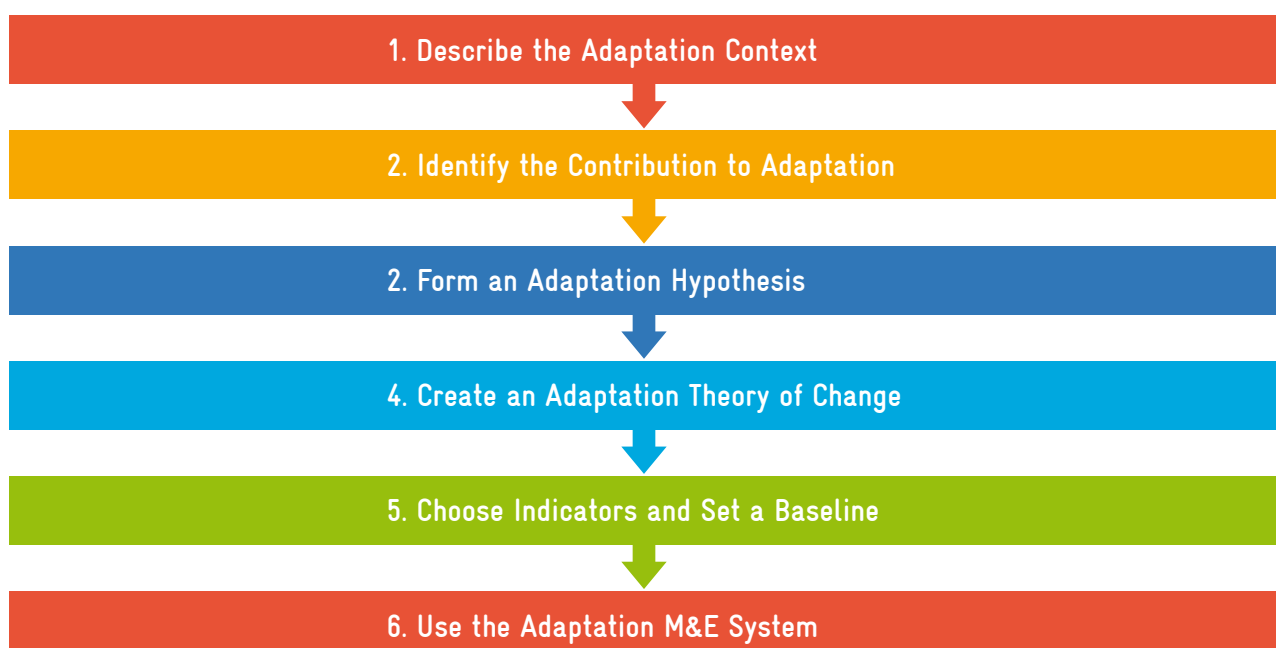 1. Describe the Adaptation Context
2. Identify the Contribution to Adaptation
2. Form an Adaptation Hypothesis
4. Create an Adaptation Theory of Change
5. Choose Indicators and Set a Baseline
6. Use the Adaptation M&E System